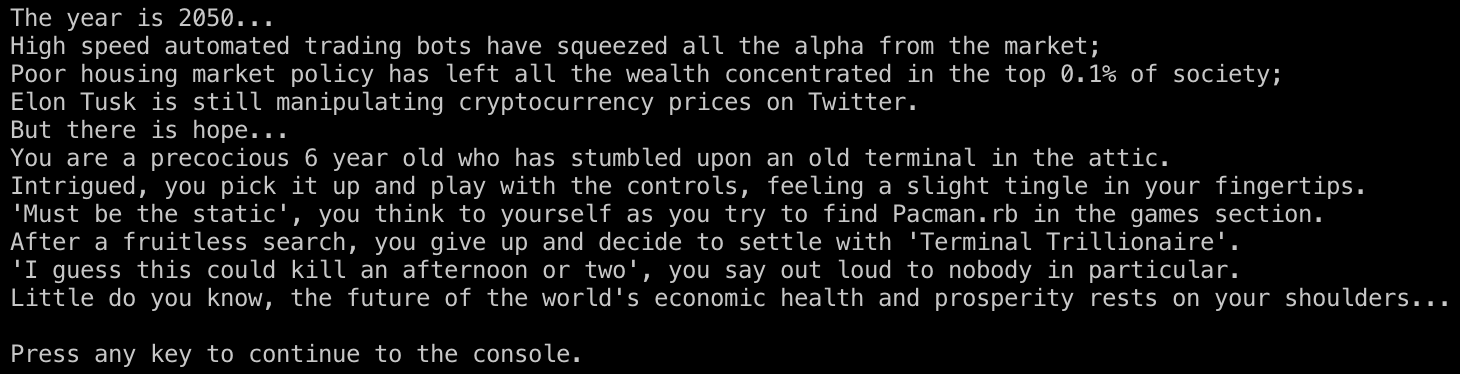 The year is 2050...
High speed automated trading bots have squeezed all the alpha from the market;
Poor housing market policy has left all the wealth concentrated in the top 0.1% of society;
Elon Tusk is still manipulating cryptocurrency prices on Twitter.
But there is hope...
You are a precocious 6 year old who has stumbled upon an old terminal in the attic.
Intrigued, you pick it up and play with the controls, feeling a slight tingle in your fingertips.
'Must be the static', you think to yourself as you try to find Pacman.rb in the games section.
After a fruitless search, you give up and decide to settle with 'Terminal Trillionaire'.
'I guess this could kill an afternoon or two', you say out loud to nobody in particular.
Little do you know, the future of the world's economic health and prosperity rests on your shoulders...
Press any key to continue to the console.